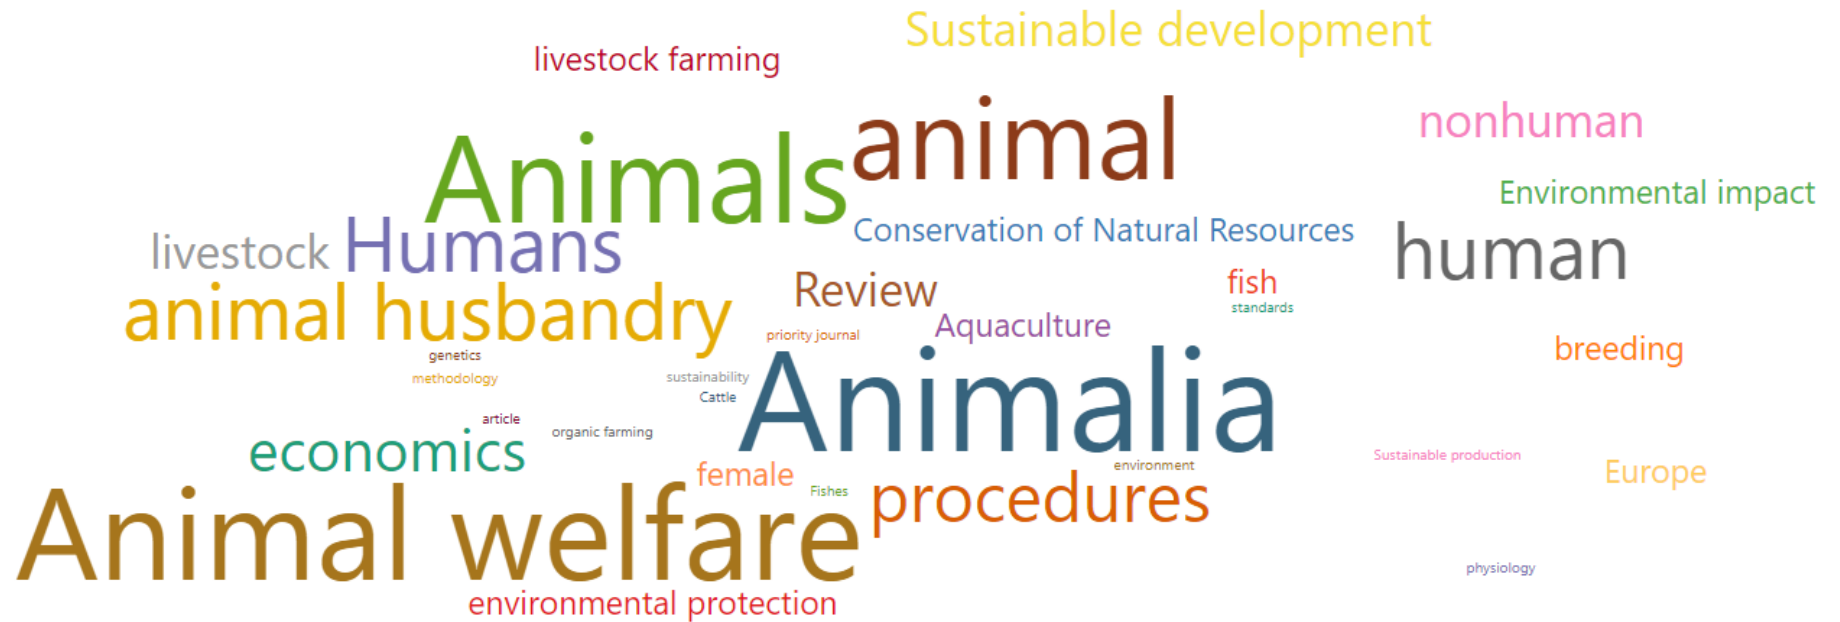 Sustainable development
livestock farming
animal
nonhuman
Animals
Environmental impact
Conservation of Natural Resources
livestock
Humans
human
Review
fish
standards
animal husbandry
Aquaculture
priority journal
breeding
genetics
methodology
sustainability
Cattle
Animalia
article
organic farming
economics
Sustainable production
environment
female
Europe
Fishes
procedures
Animal welfare
physiology
environmental protection